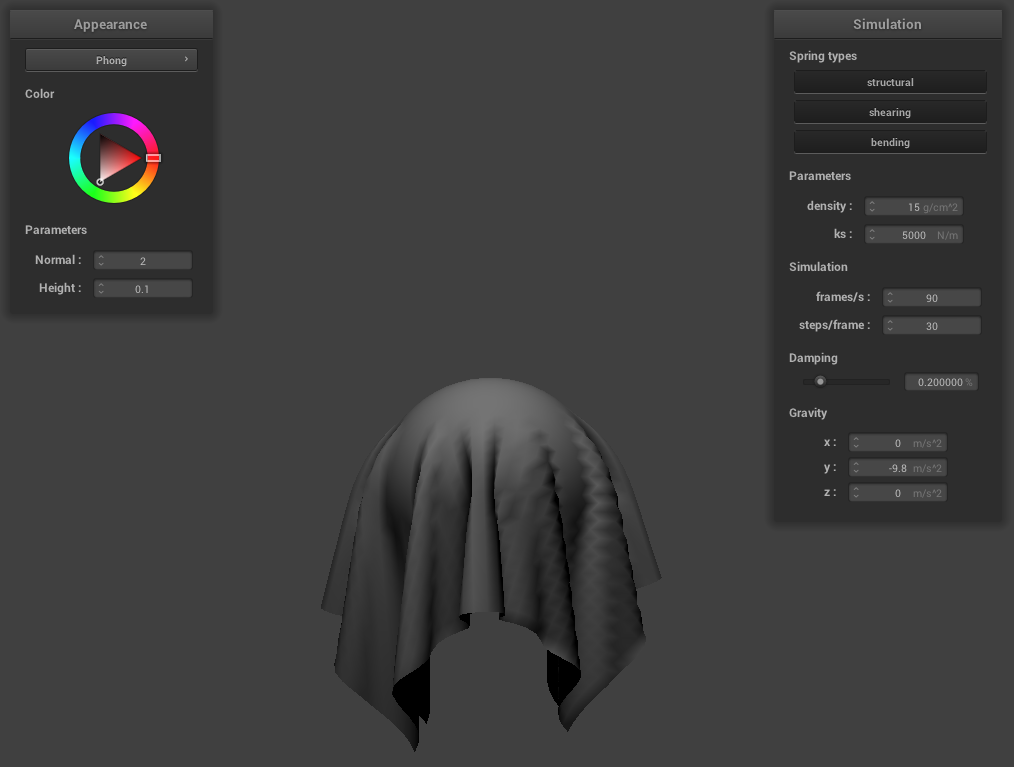 Appearance
Phong
Color
Parameters
Normal : 2
Height : 0.1
Simulation
Spring types
structural
shearing
bending
Parameters
density : 15 g/cm^2
ks : 5000 N/m
Simulation
frames/s : 90
steps/frame : 30
Damping
0.200000 %
Gravity
x : 0 m/s^2
y : -9.8 m/s^2
z : 0 m/s^2